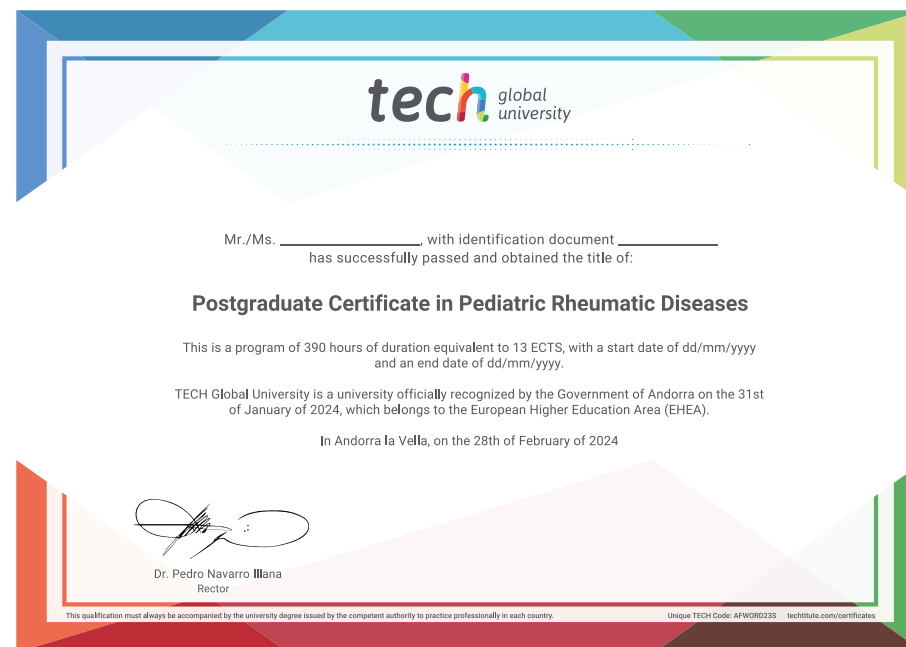 tech global
university
Mr./Ms. ____________, with identification document ____________
has successfully passed and obtained the title of:
Postgraduate Certificate in Pediatric Rheumatic Diseases
This is a program of 390 hours of duration equivalent to 13 ECTS, with a start date of dd/mm/yyyy
and an end date of dd/mm/yyyy.
TECH Global University is a university officially recognized by the Government of Andorra on the 31st
of January of 2024, which belongs to the European Higher Education Area (EHEA).
In Andorra la Vella, on the 28th of February of 2024
Dr. Pedro Navarro Illana
Rector
This qualification must always be accompanied by the university degree issued by the competent authority to practice professionally in each country. Unique TECH Code: AFWORD23S techtitute.com/certificates